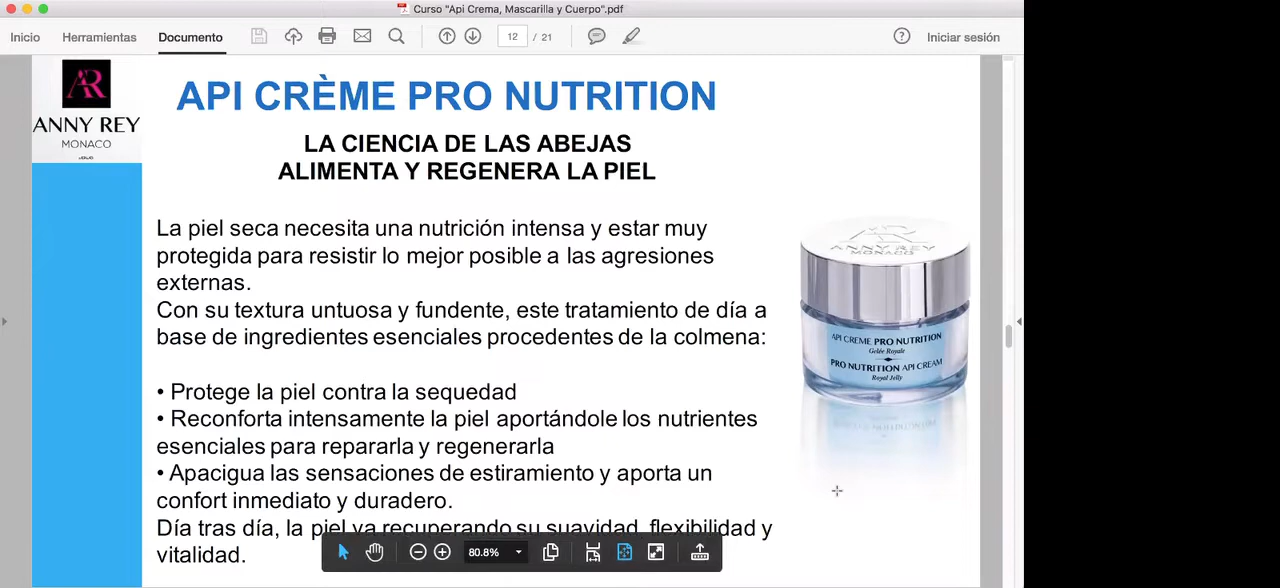 Curso "Api Crema, Mascarilla y Cuerpo".pdf
Inicio Herramientas Documento 12 / 21 Iniciar sesión
AR
ANNY REY
MONACO
API CRÈME PRO NUTRITION
LA CIENCIA DE LAS ABEJAS
ALIMENTA Y REGENERA LA PIEL
La piel seca necesita una nutrición intensa y estar muy
protegida para resistir lo mejor posible a las agresiones
externas.
Con su textura untuosa y fundente, este tratamiento de día a
base de ingredientes esenciales procedentes de la colmena:
• Protege la piel contra la sequedad
• Reconforta intensamente la piel aportándole los nutrientes
esenciales para repararla y regenerarla
• Apacigua las sensaciones de estiramiento y aporta un
confort inmediato y duradero.
Día tras día, la piel va recuperando su suavidad, flexibilidad y
vitalidad.
AR
ANNY REY
MONACO
API CREME PRO NUTRITION
Gelée Royale
PRO NUTRITION API CREAM
Royal Jelly
80.8%